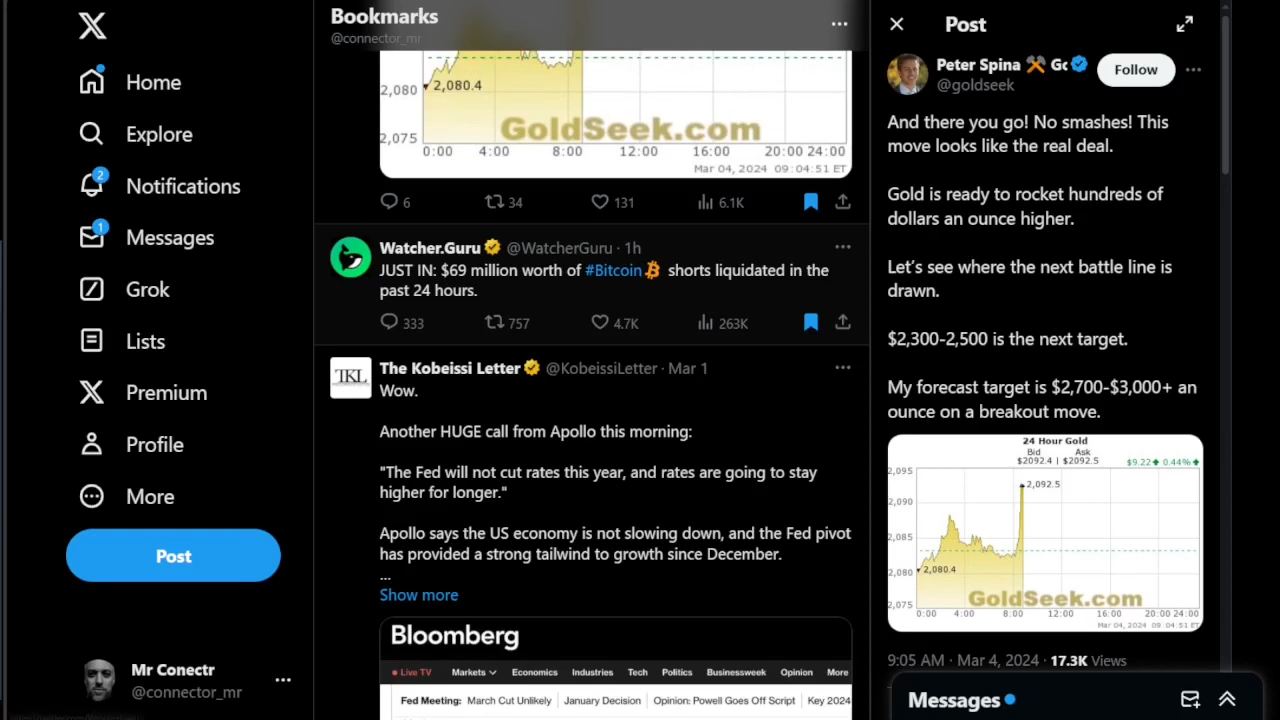 Home
Explore
2
Notifications
1
Messages
Grok
Lists
Premium
Profile
More
Post
Mr Conectr
@connector_mr
Bookmarks
@connector_mr
2,080
2,080.4
2,075
GoldSeek.com
0:00 4:00 8:00 12:00 16:00 20:00 24:00
Mar 04, 2024 09:04:51 ET
6 34 131 6.1K
Watcher.Guru @WatcherGuru · 1h
JUST IN: $69 million worth of #Bitcoin shorts liquidated in the
past 24 hours.
333 757 4.7K 263K
TKL
The Kobeissi Letter @KobeissiLetter · Mar 1
Wow.
Another HUGE call from Apollo this morning:
"The Fed will not cut rates this year, and rates are going to stay
higher for longer."
Apollo says the US economy is not slowing down, and the Fed pivot
has provided a strong tailwind to growth since December.
...
Show more
Bloomberg
Live TV Markets Economics Industries Tech Politics Businessweek Opinion More
Fed Meeting: March Cut Unlikely January Decision Opinion: Powell Goes Off Script Key 2024
Post
Peter Spina Go
@goldseek
Follow
And there you go! No smashes! This
move looks like the real deal.
Gold is ready to rocket hundreds of
dollars an ounce higher.
Let's see where the next battle line is
drawn.
$2,300-2,500 is the next target.
My forecast target is $2,700-$3,000+ an
ounce on a breakout move.
24 Hour Gold
Bid Ask
$2092.4 | $2092.5
$9.22 0.44%
2,095
2,092.5
2,090
2,085
2,080
2,080.4
2,075
GoldSeek.com
0:00 4:00 8:00 12:00 16:00 20:00 24:00
Mar 04, 2024 09:04:51 ET
9:05 AM · Mar 4, 2024 · 17.3K Views
Messages